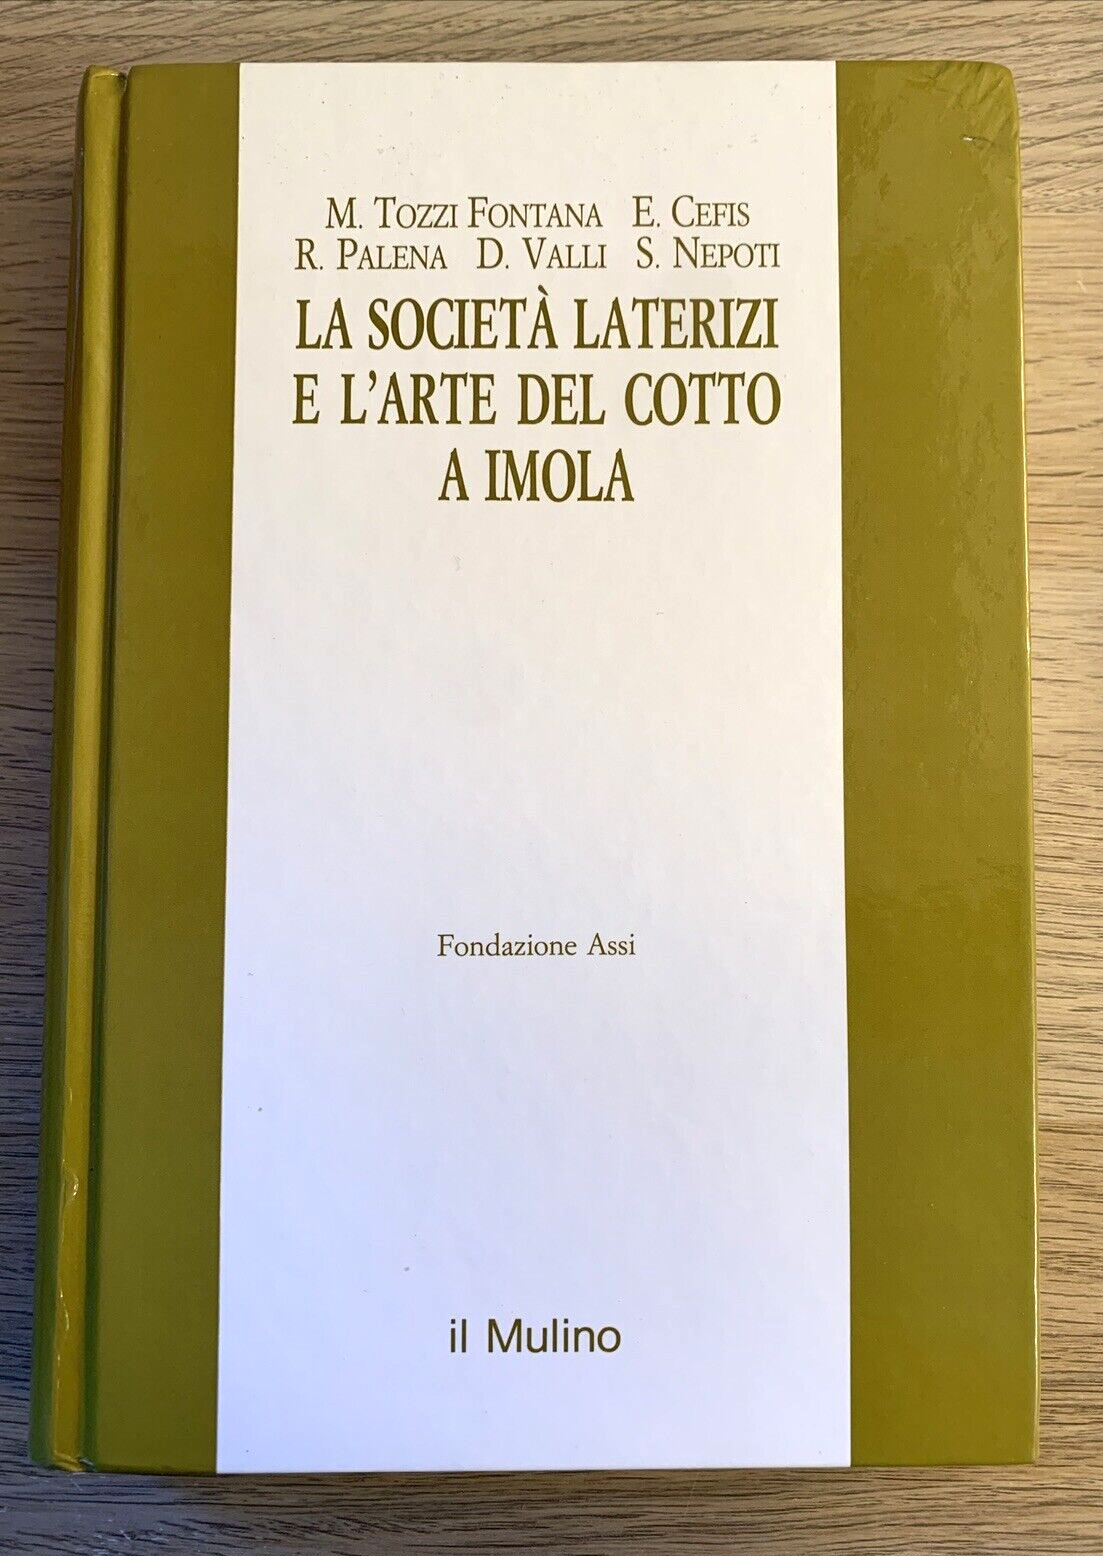 M. TOZZI FONTANA E. CEFIS
R. PALENA D. VALLI S. NEPOTI
LA SOCIETÀ LATERIZI
E L'ARTE DEL COTTO
A IMOLA
Fondazione Assi
il Mulino